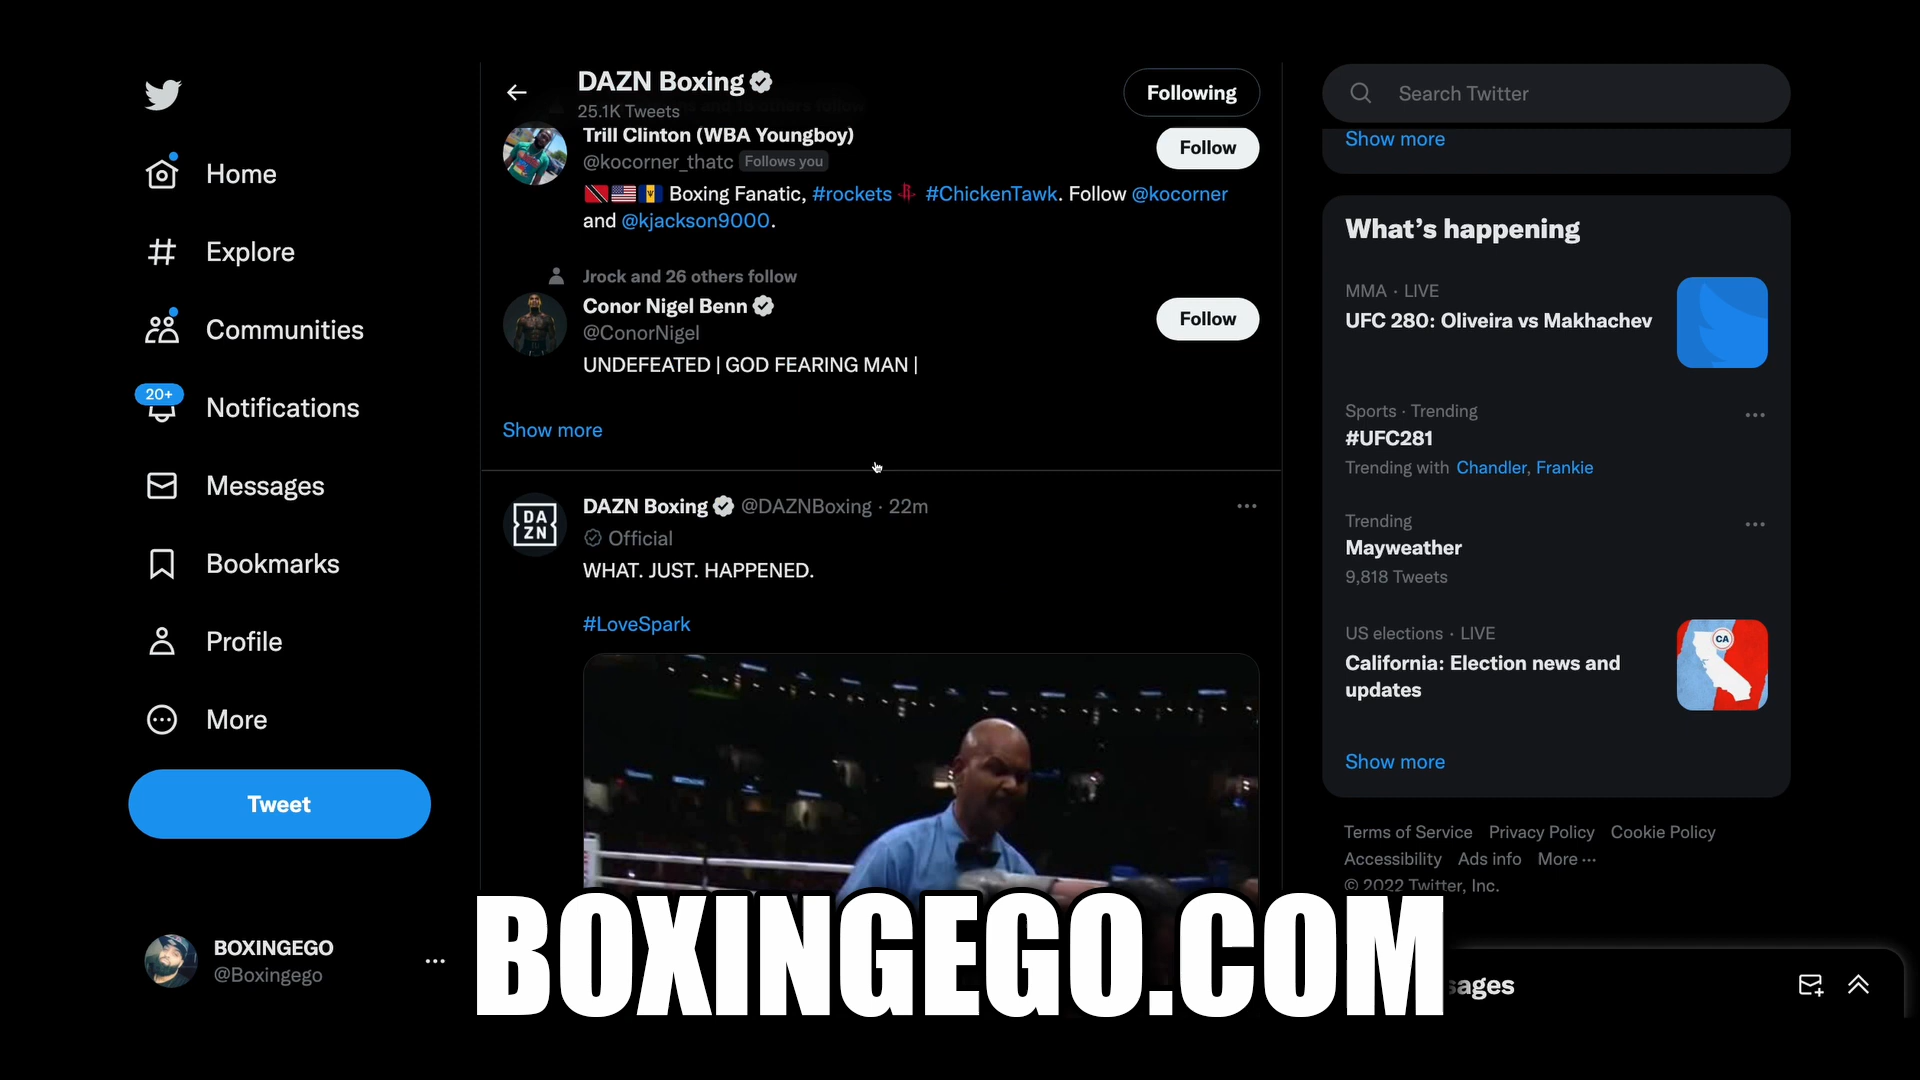 Home
Explore
Communities
20+
Notifications
Messages
Bookmarks
Profile
More
Tweet
BOXINGEGO
@Boxingego
DAZN Boxing
25.1K Tweets
Following
Trill Clinton (WBA Youngboy)
@kocorner_thatc Follows you
Follow
Boxing Fanatic, #rockets #ChickenTawk. Follow @kocorner
and @kjackson9000.
Jrock and 26 others follow
Conor Nigel Benn
@ConorNigel
Follow
UNDEFEATED | GOD FEARING MAN |
Show more
DA
ZN
DAZN Boxing @DAZNBoxing · 22m
Official
WHAT. JUST. HAPPENED.
#LoveSpark
BOXINGEGO.COM
Search Twitter
Show more
What's happening
MMA · LIVE
UFC 280: Oliveira vs Makhachev
Sports · Trending
#UFC281
Trending with Chandler, Frankie
Trending
Mayweather
9,818 Tweets
US elections · LIVE
California: Election news and
updates
CA
Show more
Terms of Service Privacy Policy Cookie Policy
Accessibility Ads info More ···
© 2022 Twitter, Inc.
sages